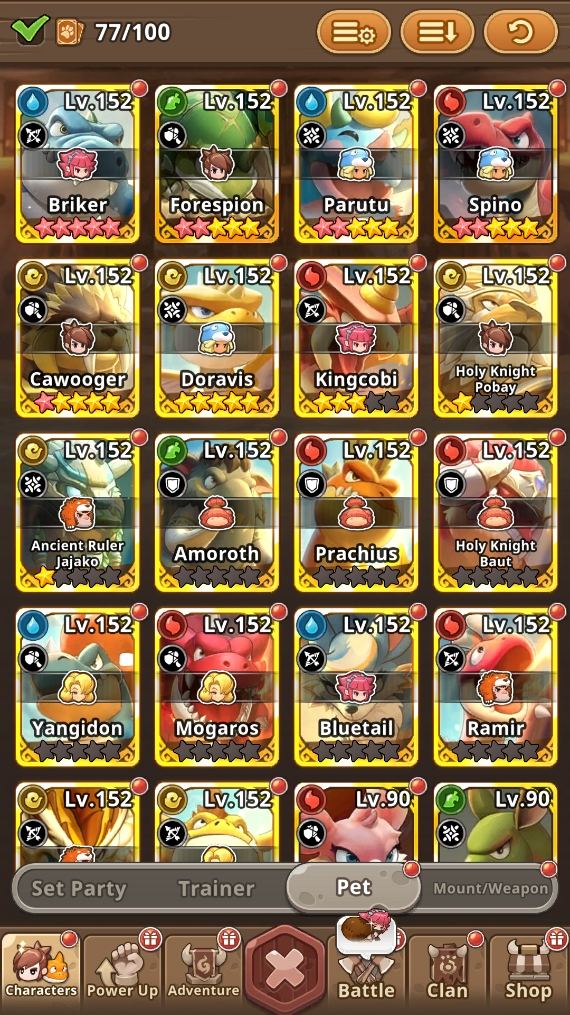 77/100
Lv.152 Lv.152 Lv.152 Lv.152
Briker Forespion Parutu Spino
Lv.152 Lv.152 Lv.152 Lv.152
Cawooger Doravis Kingcobi Holy Knight
Pobay
Lv.152 Lv.152 Lv.152 Lv.152
Ancient Ruler
Jajako Amoroth Prachius Holy Knight
Baut
Lv.152 Lv.152 Lv.152 Lv.152
Yangidon Mogaros Bluetail Ramir
Lv.152 Lv.152 Lv.90 Lv.90
Set Party Trainer Pet Mount/Weapon
Characters Power Up Adventure Battle Clan Shop